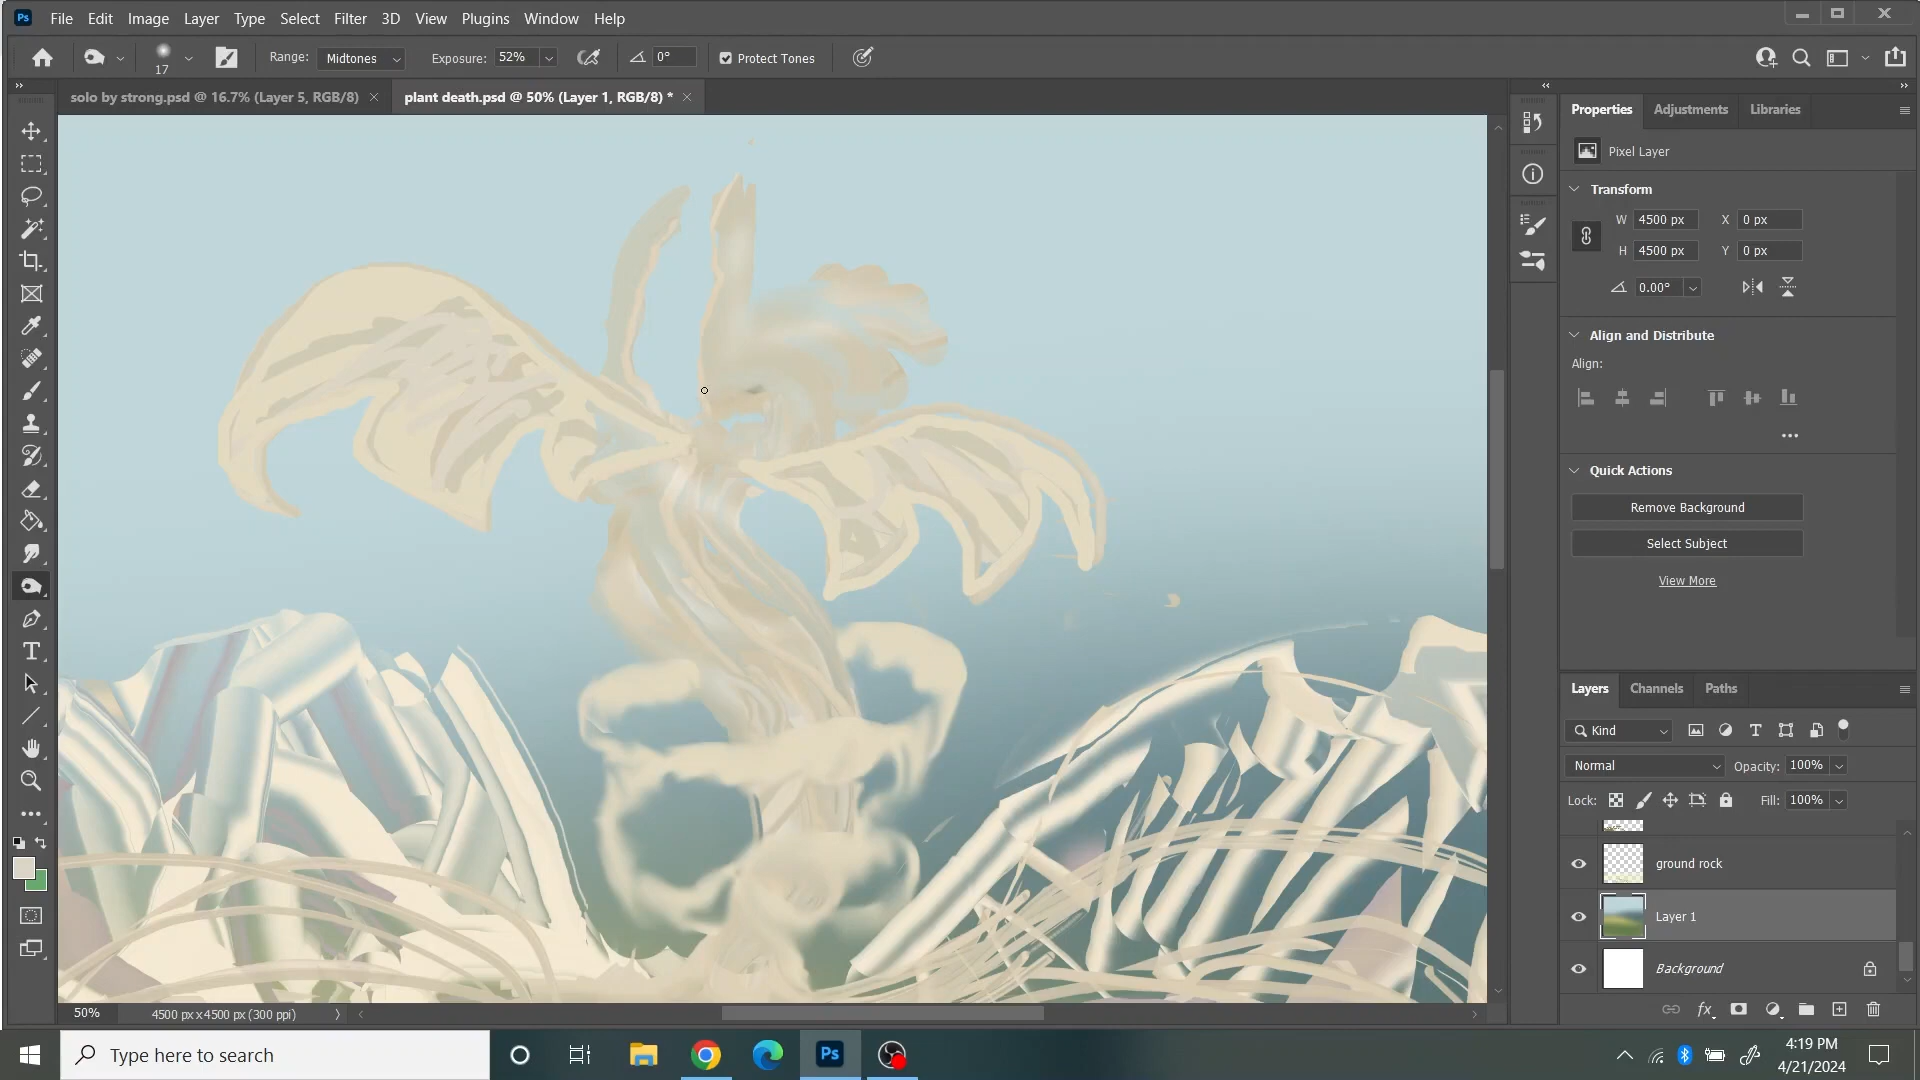 Ps File Edit Image Layer Type Select Filter 3D View Plugins Window Help
17 Range: Midtones Exposure: 52% 0° Protect Tones
solo by strong.psd @ 16.7% (Layer 5, RGB/8) × plant death.psd @ 50% (Layer 1, RGB/8) * ×
Properties Adjustments Libraries
Pixel Layer
Transform
W 4500 px X 0 px
H 4500 px Y 0 px
0.00°
Align and Distribute
Align:
Quick Actions
Remove Background
Select Subject
View More
Layers Channels Paths
Kind
Normal Opacity: 100%
Lock: Fill: 100%
ground rock
Layer 1
Background
fx
50% 4500 px x 4500 px (300 ppi)
Type here to search
Ps
4:19 PM
4/21/2024